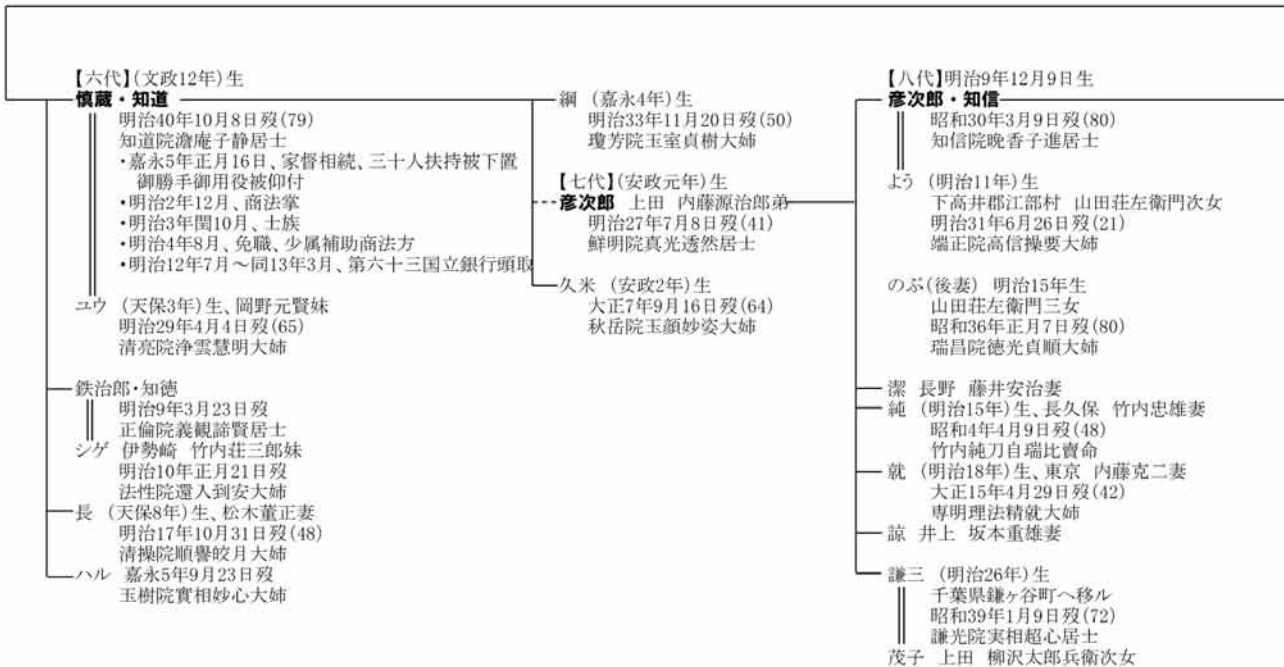 【六代】(文政12年)生
慎蔵・知道
明治40年10月8日歿(79)
知道院澹庵子静居士
・嘉永5年正月16日、家督相続、三十人扶持被下置
御勝手御用役被仰付
・明治2年12月、商法掌
・明治3年閏10月、士族
・明治4年8月、免職、少属補助商法方
・明治12年7月～同13年3月、第六十三国立銀行頭取
ユウ (天保3年)生、岡野元賢妹
明治29年4月4日歿(65)
清亮院浄雲慧明大姉
鉄治郎・知徳
明治9年3月23日歿
正倫院義観諦賢居士
シゲ 伊勢崎 竹内荘三郎妹
明治10年正月21日歿
法性院還入到安大姉
長 (天保8年)生、松木董正妻
明治17年10月31日歿(48)
清操院順譽皎月大姉
ハル 嘉永5年9月23日歿
玉樹院實相妙心大姉
綱 (嘉永4年)生
明治33年11月20日歿(50)
瓊芳院玉室貞樹大姉
【七代】(安政元年)生
彦次郎 上田 内藤源治郎弟
明治27年7月8日歿(41)
鮮明院真光透然居士
久米 (安政2年)生
大正7年9月16日歿(64)
秋岳院玉顔妙姿大姉
【八代】明治9年12月9日生
彦次郎・知信
昭和30年3月9日歿(80)
知信院晩香子進居士
よう (明治11年)生
下高井郡江部村 山田荘左衛門次女
明治31年6月26日歿(21)
端正院高信操要大姉
のぶ(後妻) 明治15年生
山田荘左衛門三女
昭和36年正月7日歿(80)
瑞昌院徳光貞順大姉
潔 長野 藤井安治妻
純 (明治15年)生、長久保 竹内忠雄妻
昭和4年4月9日歿(48)
竹内純刀自瑞比賣命
就 (明治18年)生、東京 内藤克二妻
大正15年4月29日歿(42)
専明理法精就大姉
諒 井上 坂本重雄妻
謙三 (明治26年)生
千葉県鎌ヶ谷町へ移ル
昭和39年1月9日歿(72)
謙光院実相超心居士
茂子 上田 柳沢太郎兵衛次女